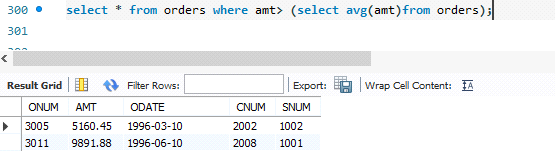 300 select * from orders where amt> (select avg(amt)from orders);
301
Result Grid Filter Rows: Export: Wrap Cell Content: IA
ONUM AMT ODATE CNUM SNUM
3005 5160.45 1996-03-10 2002 1002
3011 9891.88 1996-06-10 2008 1001